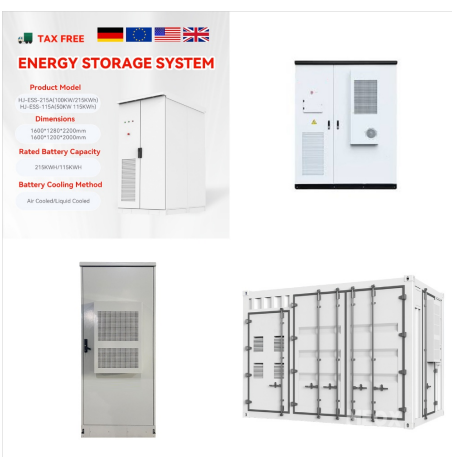 TAX FREE
ENERGY STORAGE SYSTEM
Product Model
HJ-ESS-215A(100KW/215KWh)
HJ-ESS-115A(50KW 115KWh)
Dimensions
1600*1280*2200mm
1600*1200*2000mm
Rated Battery Capacity
215KWH/115KWH
Battery Cooling Method
Air Cooled/Liquid Cooled